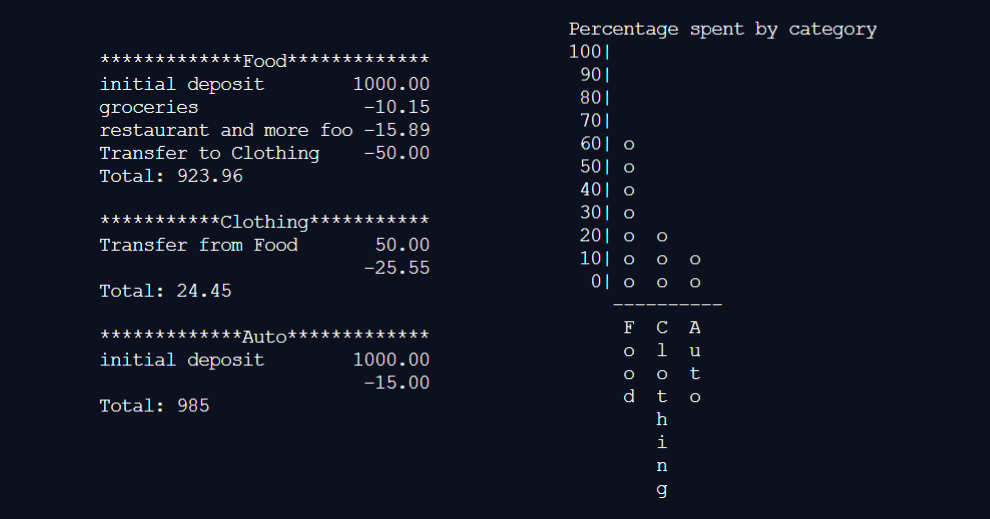 *************Food*************
initial deposit        1000.00
groceries               -10.15
restaurant and more foo -15.89
Transfer to Clothing    -50.00
Total: 923.96

***********Clothing***********
Transfer from Food       50.00
                        -25.55
Total: 24.45

*************Auto*************
initial deposit        1000.00
                        -15.00
Total: 985

Percentage spent by category
100|
 90|
 80|
 70|
 60| o
 50| o
 40| o
 30| o
 20| o  o
 10| o  o  o
  0| o  o  o
    ----------
     F  C  A
     o  l  u
     o  o  t
     d  t  o
        h
        i
        n
        g